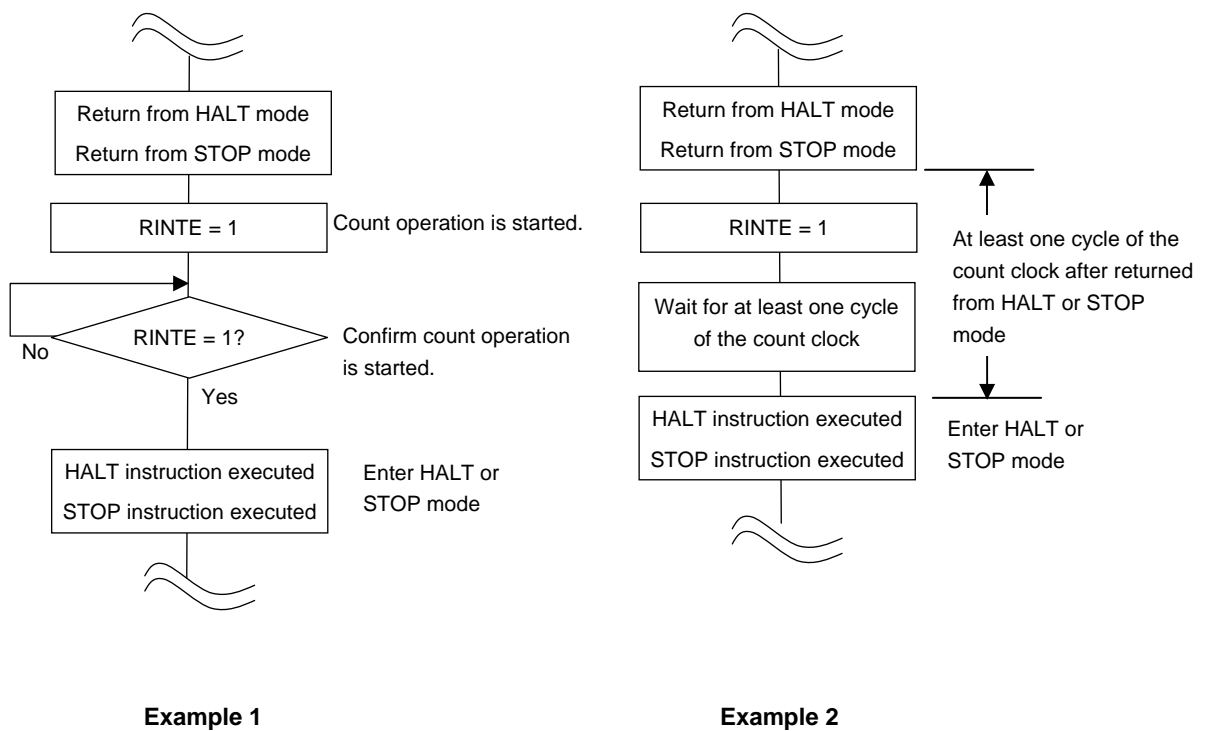 Return from HALT mode
Return from STOP mode
RINTE = 1
Count operation is started.
RINTE = 1?
No
Confirm count operation
is started.
Yes
HALT instruction executed
STOP instruction executed
Enter HALT or
STOP mode
Example 1
Return from HALT mode
Return from STOP mode
RINTE = 1
At least one cycle of the
count clock after returned
from HALT or STOP
mode
Wait for at least one cycle
of the count clock
HALT instruction executed
STOP instruction executed
Enter HALT or
STOP mode
Example 2